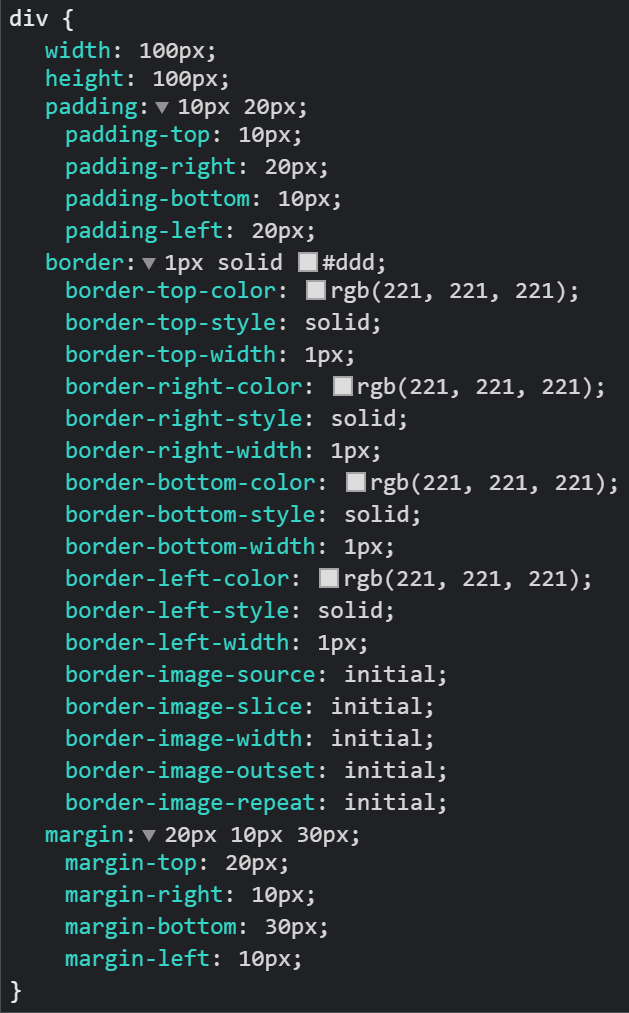 div {
width: 100px;
height: 100px;
padding: 10px 20px;
padding-top: 10px;
padding-right: 20px;
padding-bottom: 10px;
padding-left: 20px;
border: 1px solid #ddd;
border-top-color: rgb(221, 221, 221);
border-top-style: solid;
border-top-width: 1px;
border-right-color: rgb(221, 221, 221);
border-right-style: solid;
border-right-width: 1px;
border-bottom-color: rgb(221, 221, 221);
border-bottom-style: solid;
border-bottom-width: 1px;
border-left-color: rgb(221, 221, 221);
border-left-style: solid;
border-left-width: 1px;
border-image-source: initial;
border-image-slice: initial;
border-image-width: initial;
border-image-outset: initial;
border-image-repeat: initial;
margin: 20px 10px 30px;
margin-top: 20px;
margin-right: 10px;
margin-bottom: 30px;
margin-left: 10px;
}